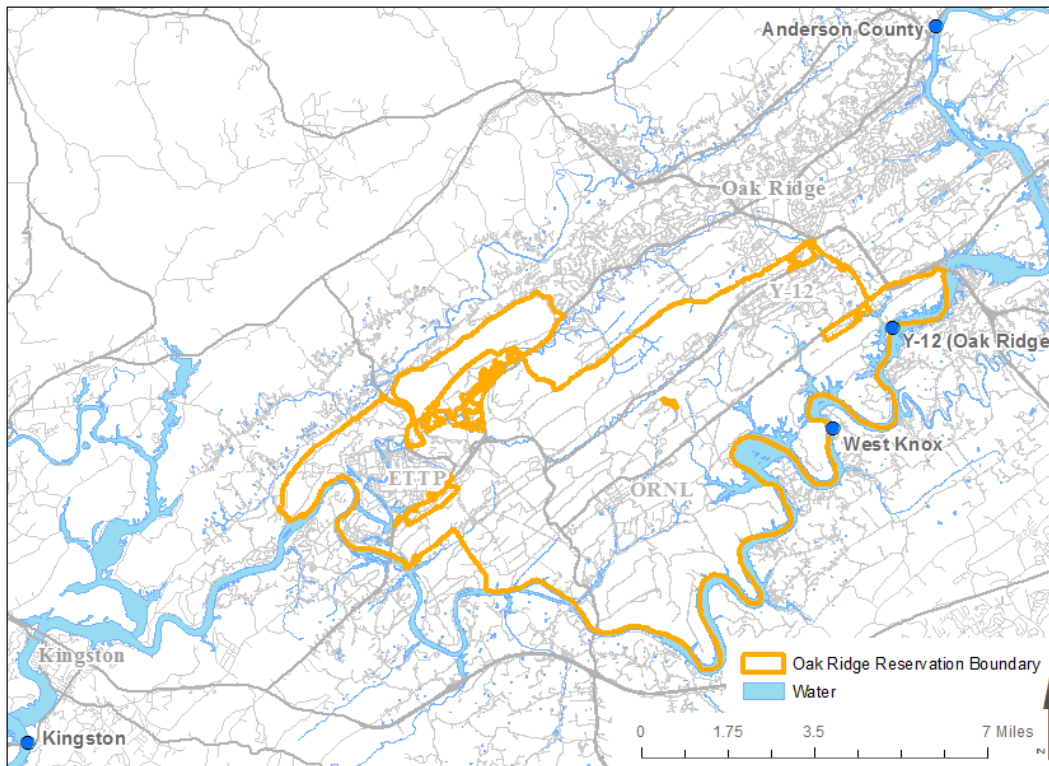 Anderson County
Oak Ridge
Y-12
Y-12 (Oak Ridge
West Knox
ETTP
ORNL
Kingston
Kingston
Oak Ridge Reservation Boundary
Water
0 1.75 3.5 7 Miles
z